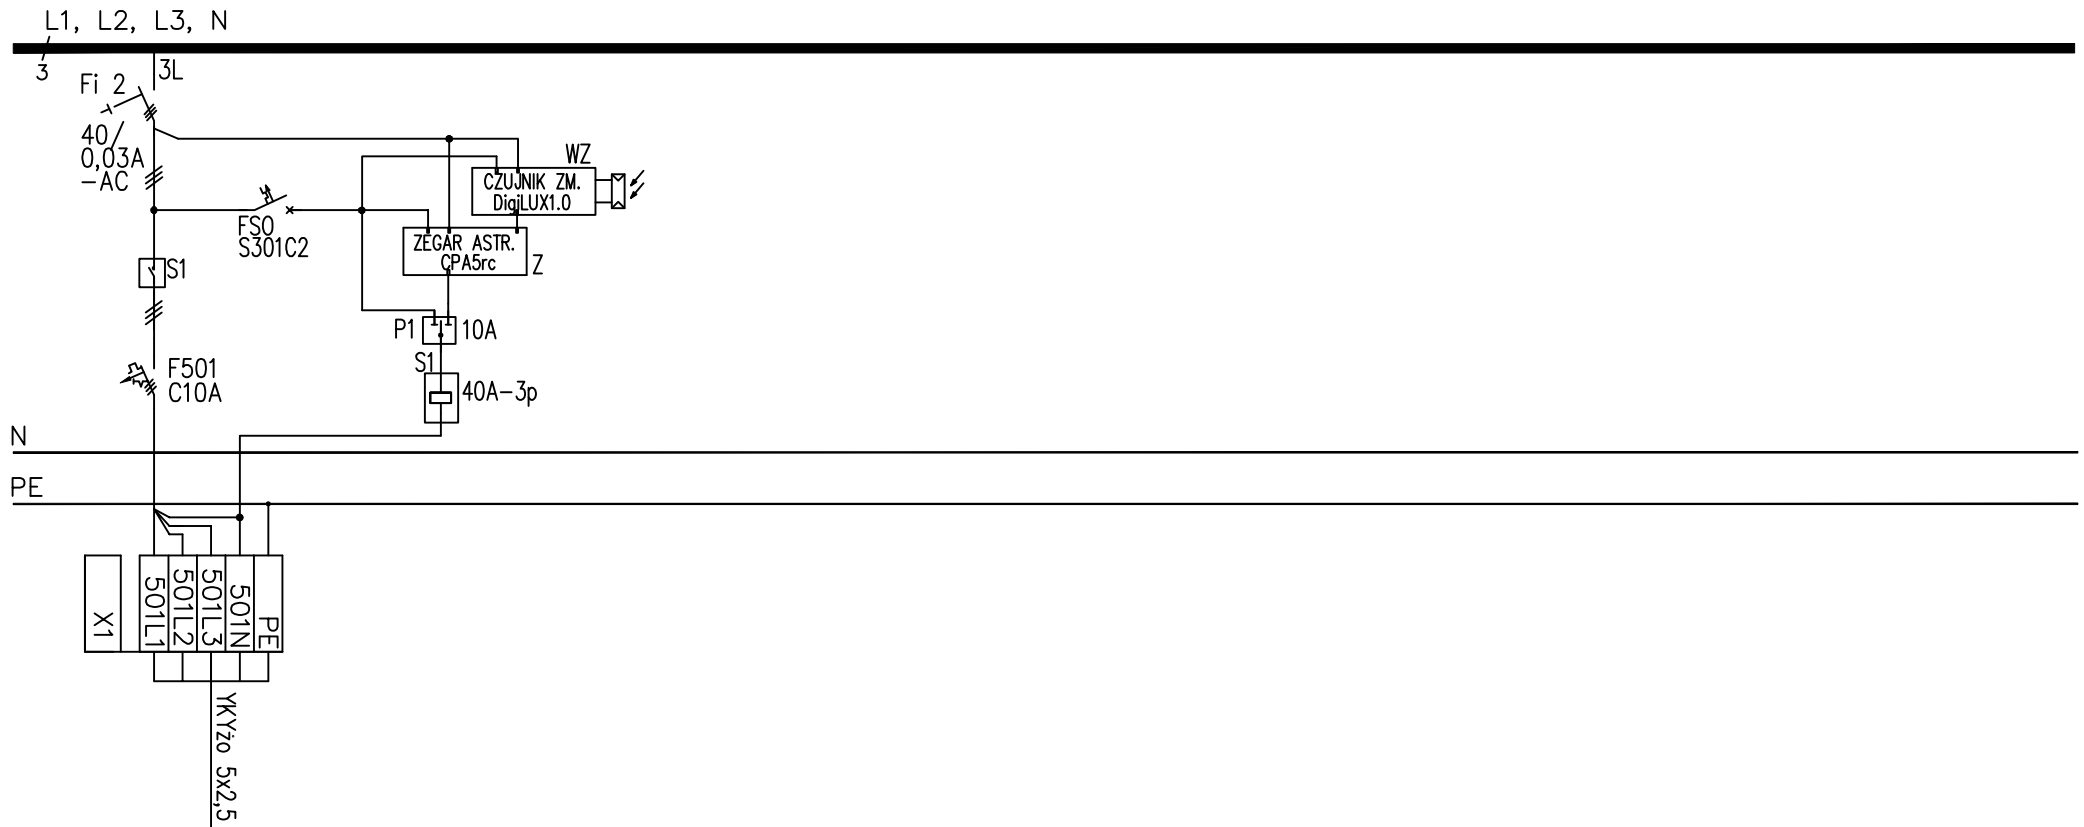 L1, L2, L3, N
3
3L
Fi 2
40/
0,03A
-AC
WZ
CZUJNIK ZM.
DigiLUX1.0
FS0
S301C2
ZEGAR ASTR.
CPA5rc
Z
S1
P1
10A
S1
40A-3p
F501
C10A
N
PE
X1
501L1
501L2
501L3
501N
PE
YKYżo 5x2,5